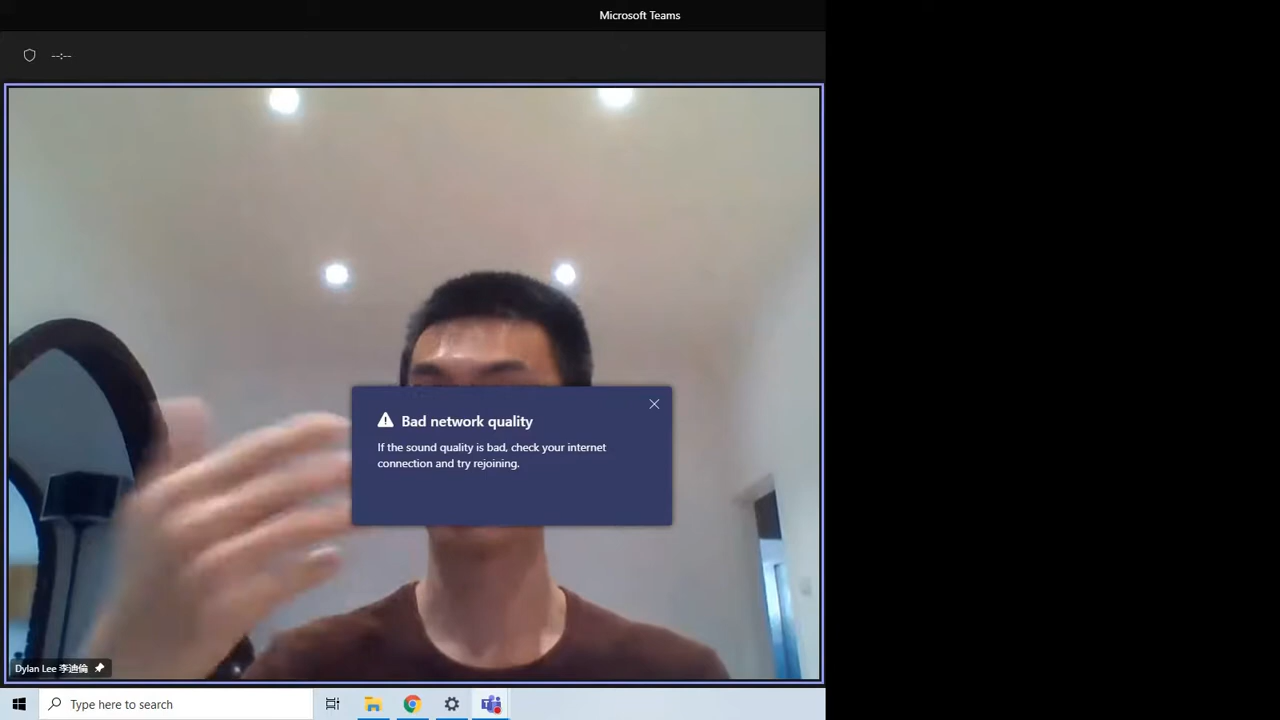 Microsoft Teams
--:--
Bad network quality
If the sound quality is bad, check your internet
connection and try rejoining.
Dylan Lee 李迪倫
Type here to search